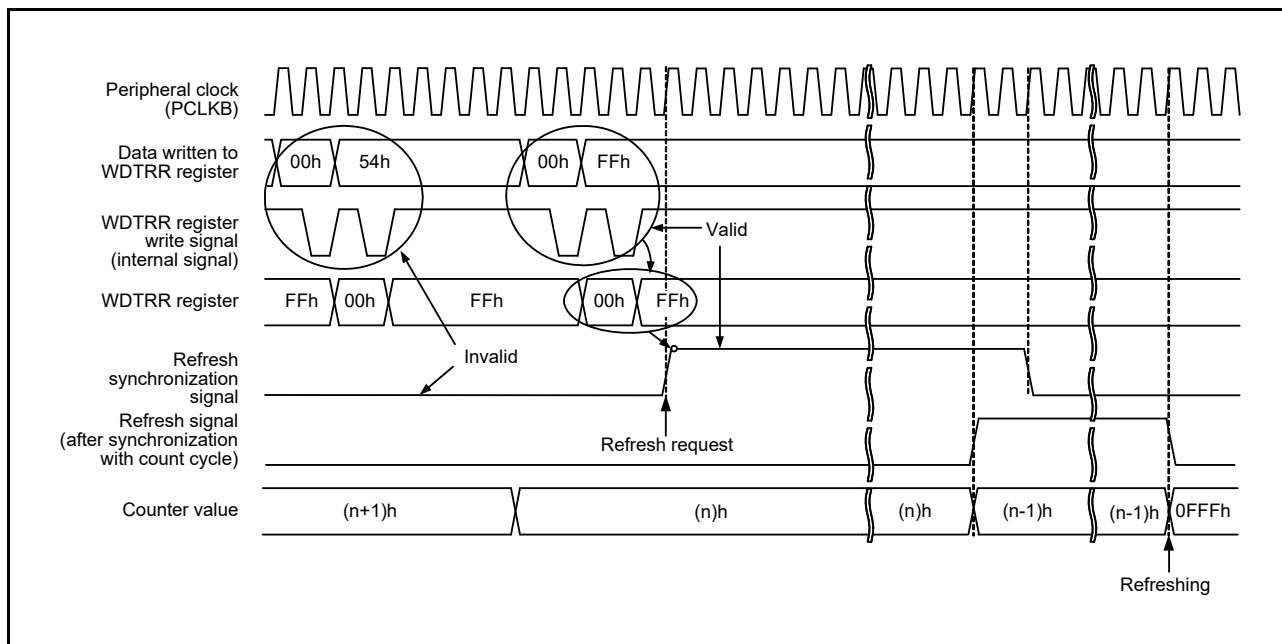 Peripheral clock
(PCLKB)
Data written to
WDTRR register
00h 54h 00h FFh
WDTRR register
write signal
(internal signal)
Valid
WDTRR register
FFh 00h FFh 00h FFh
Invalid
Refresh
synchronization
signal
Refresh request
Refresh signal
(after synchronization
with count cycle)
Counter value
(n+1)h (n)h (n)h (n-1)h (n-1)h 0FFFh
Refreshing